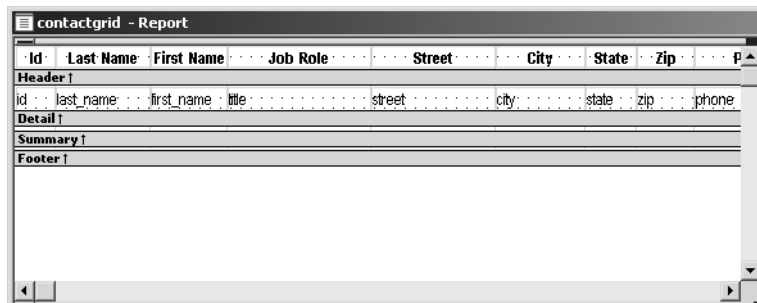 contactgrid - Report
Id Last Name First Name Job Role Street City State Zip P
Header ↑
id last_name first_name title street city state zip phone
Detail ↑
Summary ↑
Footer ↑